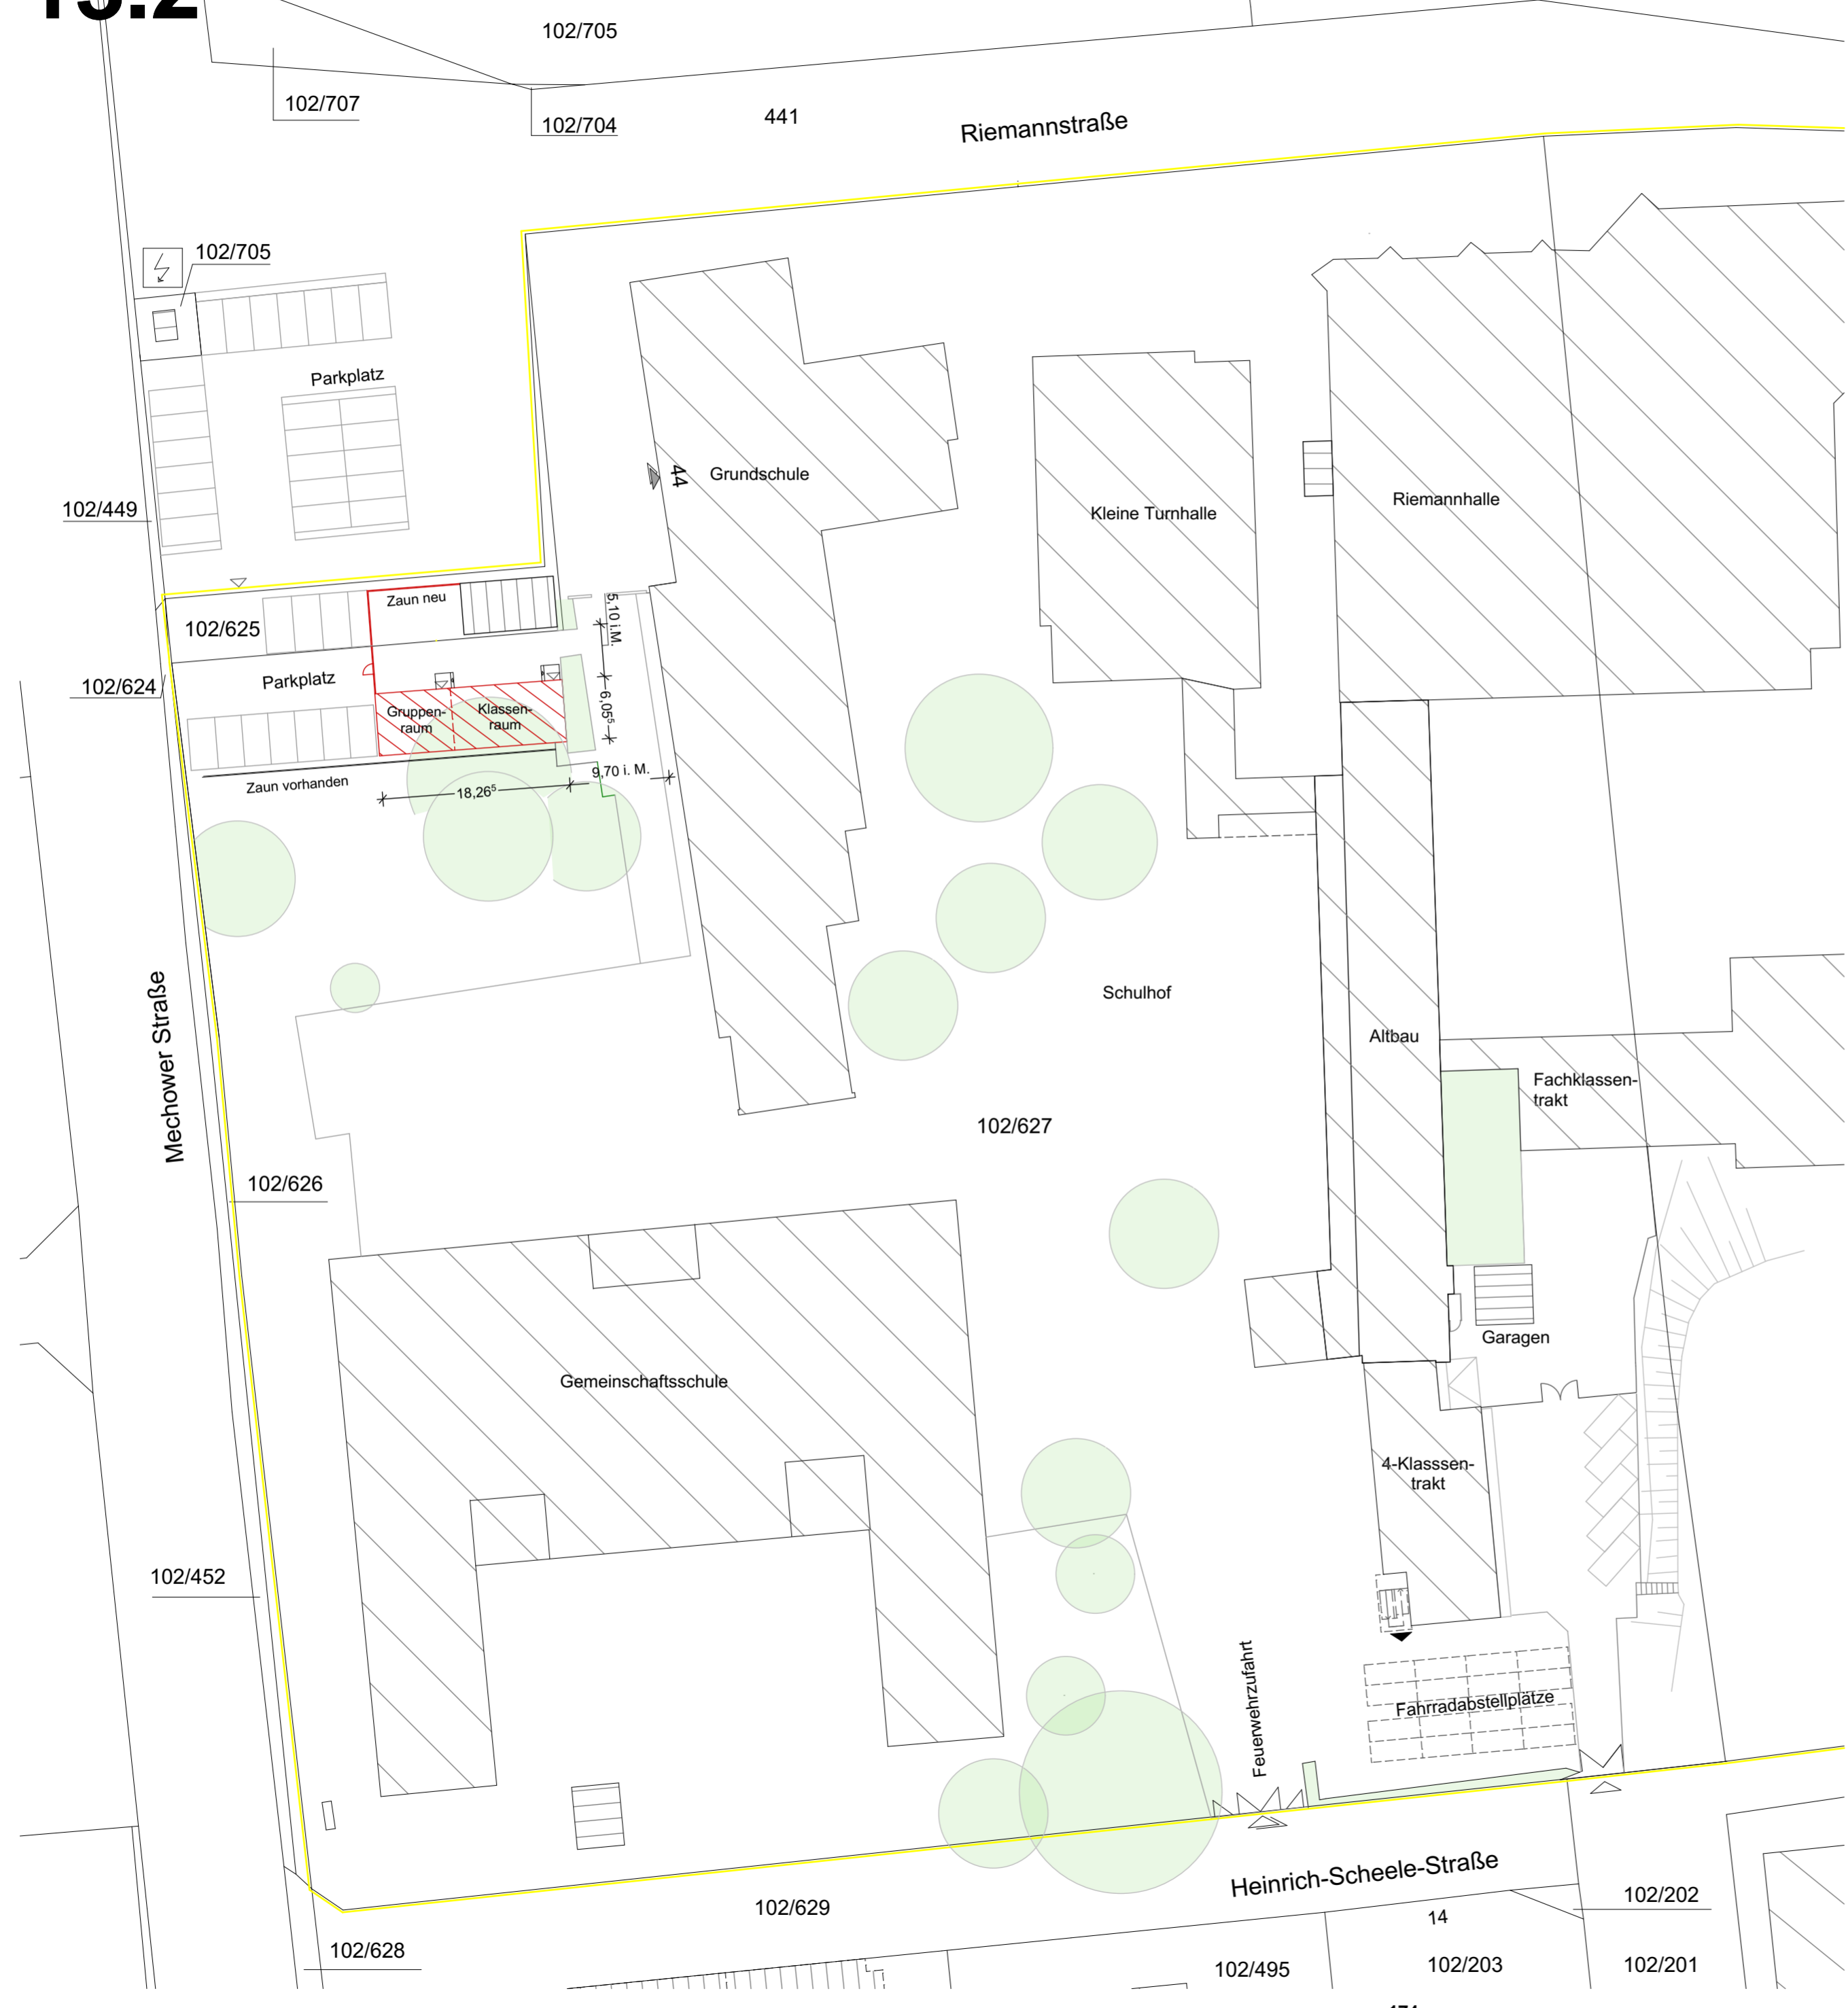 102/705
102/707
102/704
441
Riemannstraße
102/705
Parkplatz
44
Grundschule
Kleine Turnhalle
Riemannhalle
102/449
Zaun neu
5,10 i.M.
102/625
Parkplatz
102/624
Gruppen-
raum
Klassen-
raum
6,05⁵
Zaun vorhanden
9,70 i. M.
18,26⁵
Mechower Straße
Schulhof
Altbau
Fachklassen-
trakt
102/627
102/626
Garagen
Gemeinschaftsschule
4-Klasssen-
trakt
102/452
Feuerwehrzufahrt
Fahrradabstellplätze
Heinrich-Scheele-Straße
102/629
102/202
14
102/628
102/495
102/203
102/201